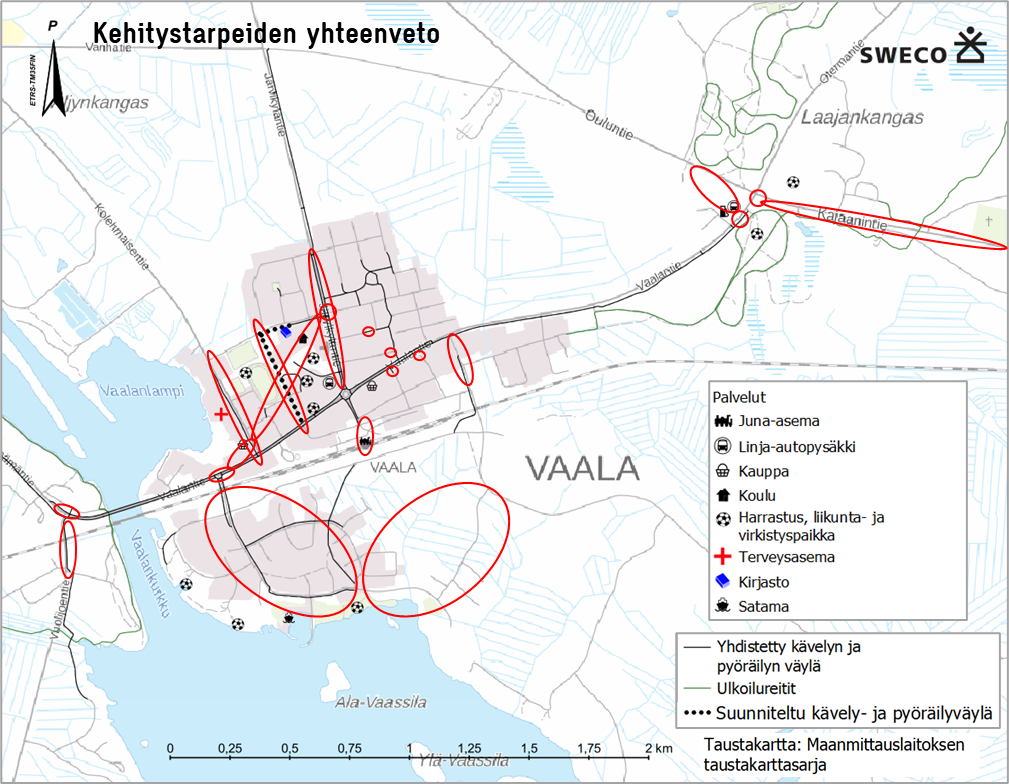 P
Kehitystarpeiden yhteenveto
SWECO
ETRS-TM35FIN
Vanhatie
Järvikyläntie
Otermantie
Laajankangas
Ouluntie
Kolehmaisentie
Kajaanintie
Vaalantie
Vaalanlampi
VAALA
VAALA
Vaalantie
Vaalankurkku
Vuolijoentie
Ala-Vaassila
Ylä-Vaassila
Palvelut
Juna-asema
Linja-autopysäkki
Kauppa
Koulu
Harrastus, liikunta- ja
virkistyspaikka
Terveysasema
Kirjasto
Satama
Yhdistetty kävelyn ja
pyöräilyn väylä
Ulkoilureitit
Suunniteltu kävely- ja pyöräilyväylä
0 0,25 0,5 0,75 1 1,25 1,5 1,75 2 km
Taustakartta: Maanmittauslaitoksen
taustakarttasarja